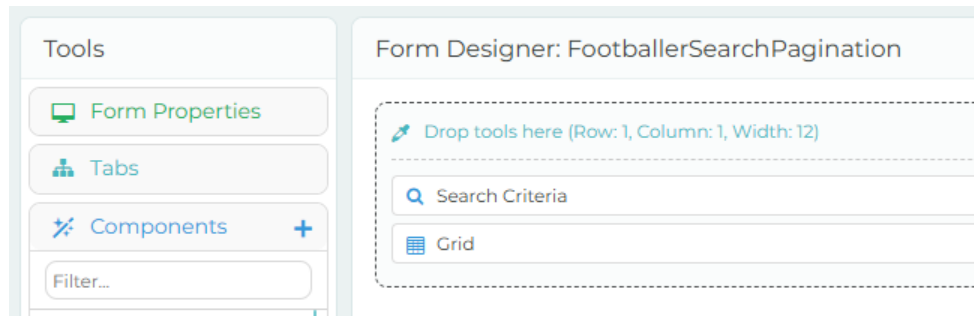 Tools
Form Properties
Tabs
Components
Filter...
Form Designer: FootballerSearchPagination
Drop tools here (Row: 1, Column: 1, Width: 12)
Search Criteria
Grid